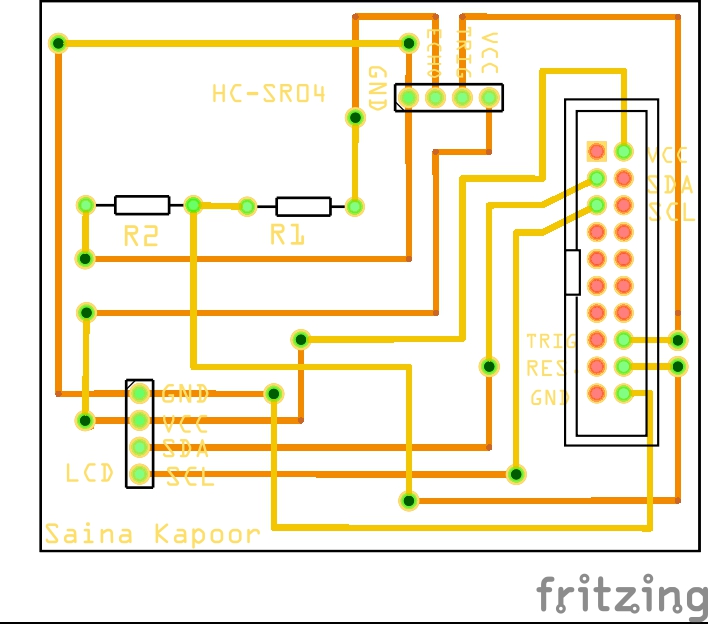 ECHO
TRIG
VCC
GND
HC-SR04
VCC
SDA
SCL
R2
R1
TRIG
RES.
GND
GND
VCC
SDA
LCD
SCL
Saina Kapoor
fritzing